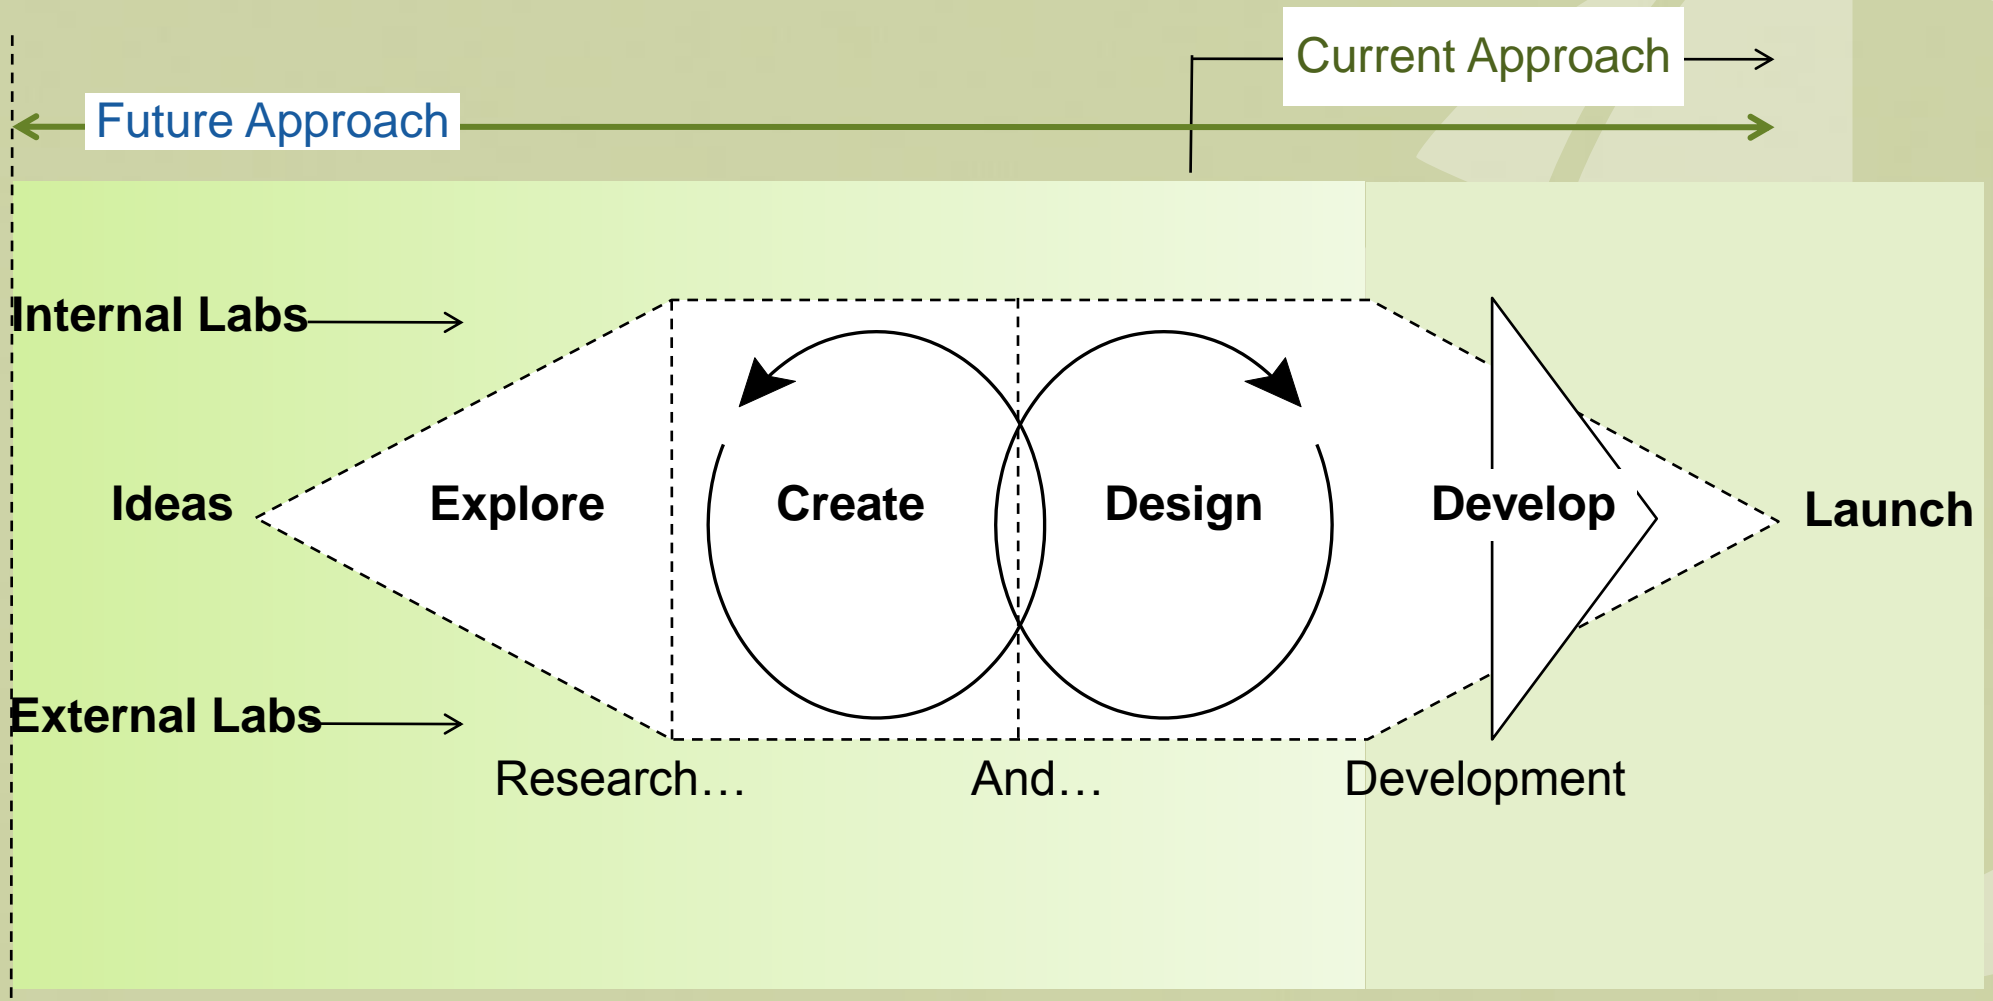 Current Approach
Future Approach
Internal Labs
Ideas
Explore
Create
Design
Develop
Launch
External Labs
Research…
And…
Development